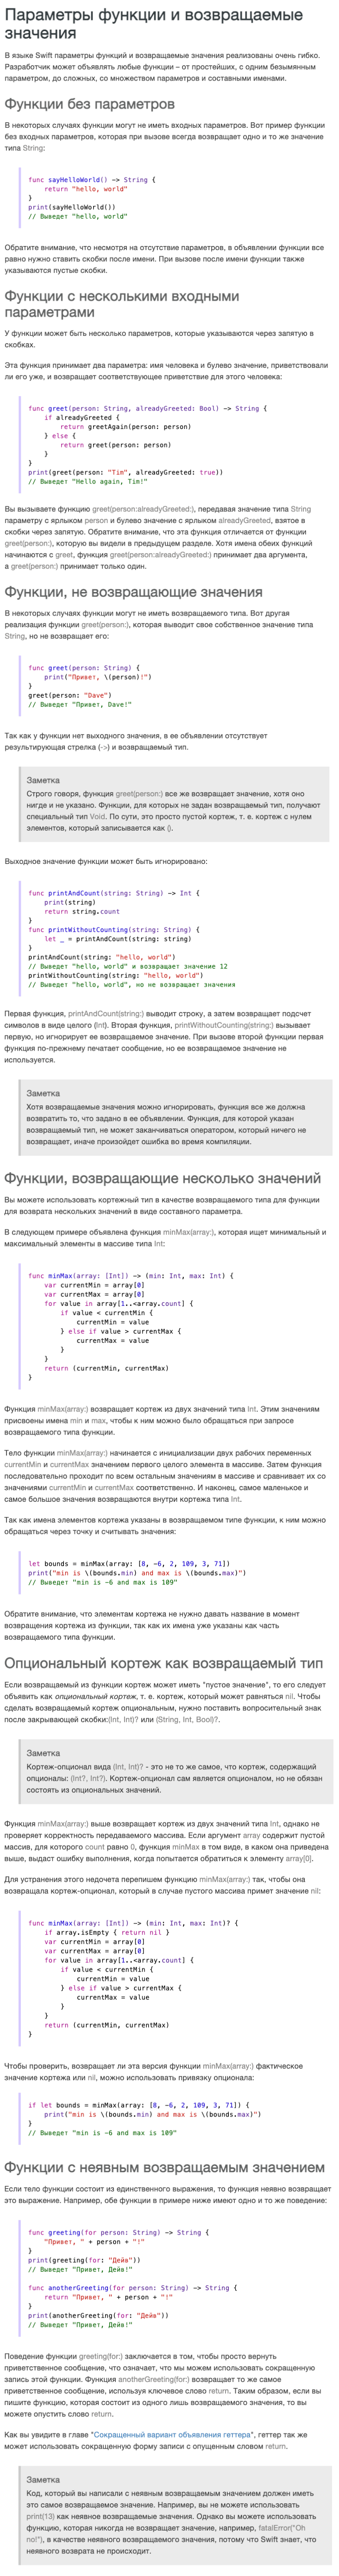 Параметры функции и возвращаемые
значения
В языке Swift параметры функций и возвращаемые значения реализованы очень гибко.
Разработчик может объявлять любые функции – от простейших, с одним безымянным
параметром, до сложных, со множеством параметров и составными именами.
Функции без параметров
В некоторых случаях функции могут не иметь входных параметров. Вот пример функции
без входных параметров, которая при вызове всегда возвращает одно и то же значение
типа String:
func sayHelloWorld() -> String {
    return "hello, world"
}
print(sayHelloWorld())
// Выведет "hello, world"
Обратите внимание, что несмотря на отсутствие параметров, в объявлении функции все
равно нужно ставить скобки после имени. При вызове после имени функции также
указываются пустые скобки.
Функции с несколькими входными
параметрами
У функции может быть несколько параметров, которые указываются через запятую в
скобках.
Эта функция принимает два параметра: имя человека и булево значение, приветствовали
ли его уже, и возвращает соответствующее приветствие для этого человека:
func greet(person: String, alreadyGreeted: Bool) -> String {
    if alreadyGreeted {
        return greetAgain(person: person)
    } else {
        return greet(person: person)
    }
}
print(greet(person: "Tim", alreadyGreeted: true))
// Выведет "Hello again, Tim!"
Вы вызываете функцию greet(person:alreadyGreeted:), передавая значение типа String
параметру с ярлыком person и булево значение с ярлыком alreadyGreeted, взятое в
скобки через запятую. Обратите внимание, что эта функция отличается от функции
greet(person:), которую вы видели в предыдущем разделе. Хотя имена обеих функций
начинаются с greet, функция greet(person:alreadyGreeted:) принимает два аргумента,
а greet(person:) принимает только один.
Функции, не возвращающие значения
В некоторых случаях функции могут не иметь возвращаемого типа. Вот другая
реализация функции greet(person:), которая выводит свое собственное значение типа
String, но не возвращает его:
func greet(person: String) {
    print("Привет, \(person)!")
}
greet(person: "Dave")
// Выведет "Привет, Dave!"
Так как у функции нет выходного значения, в ее объявлении отсутствует
результирующая стрелка (->) и возвращаемый тип.
Заметка
Строго говоря, функция greet(person:) все же возвращает значение, хотя оно
нигде и не указано. Функции, для которых не задан возвращаемый тип, получают
специальный тип Void. По сути, это просто пустой кортеж, т. е. кортеж с нулем
элементов, который записывается как ().
Выходное значение функции может быть игнорировано:
func printAndCount(string: String) -> Int {
    print(string)
    return string.count
}
func printWithoutCounting(string: String) {
    let _ = printAndCount(string: string)
}
printAndCount(string: "hello, world")
// Выведет "hello, world" и возвращает значение 12
printWithoutCounting(string: "hello, world")
// Выведет "hello, world", но не возвращает значения
Первая функция, printAndCount(string:) выводит строку, а затем возвращает подсчет
символов в виде целого (Int). Вторая функция, printWithoutCounting(string:) вызывает
первую, но игнорирует ее возвращаемое значение. При вызове второй функции первая
функция по-прежнему печатает сообщение, но ее возвращаемое значение не
используется.
Заметка
Хотя возвращаемые значения можно игнорировать, функция все же должна
возвратить то, что задано в ее объявлении. Функция, для которой указан
возвращаемый тип, не может заканчиваться оператором, который ничего не
возвращает, иначе произойдет ошибка во время компиляции.
Функции, возвращающие несколько значений
Вы можете использовать кортежный тип в качестве возвращаемого типа для функции
для возврата нескольких значений в виде составного параметра.
В следующем примере объявлена функция minMax(array:), которая ищет минимальный и
максимальный элементы в массиве типа Int:
func minMax(array: [Int]) -> (min: Int, max: Int) {
    var currentMin = array[0]
    var currentMax = array[0]
    for value in array[1..<array.count] {
        if value < currentMin {
            currentMin = value
        } else if value > currentMax {
            currentMax = value
        }
    }
    return (currentMin, currentMax)
}
Функция minMax(array:) возвращает кортеж из двух значений типа Int. Этим значениям
присвоены имена min и max, чтобы к ним можно было обращаться при запросе
возвращаемого типа функции.
Тело функции minMax(array:) начинается с инициализации двух рабочих переменных
currentMin и currentMax значением первого целого элемента в массиве. Затем функция
последовательно проходит по всем остальным значениям в массиве и сравнивает их со
значениями currentMin и currentMax соответственно. И наконец, самое маленькое и
самое большое значения возвращаются внутри кортежа типа Int.
Так как имена элементов кортежа указаны в возвращаемом типе функции, к ним можно
обращаться через точку и считывать значения:
let bounds = minMax(array: [8, -6, 2, 109, 3, 71])
print("min is \(bounds.min) and max is \(bounds.max)")
// Выведет "min is -6 and max is 109"
Обратите внимание, что элементам кортежа не нужно давать название в момент
возвращения кортежа из функции, так как их имена уже указаны как часть
возвращаемого типа функции.
Опциональный кортеж как возвращаемый тип
Если возвращаемый из функции кортеж может иметь "пустое значение", то его следует
объявить как опциональный кортеж, т. е. кортеж, который может равняться nil. Чтобы
сделать возвращаемый кортеж опциональным, нужно поставить вопросительный знак
после закрывающей скобки:(Int, Int)? или (String, Int, Bool)?.
Заметка
Кортеж-опционал вида (Int, Int)? - это не то же самое, что кортеж, содержащий
опционалы: (Int?, Int?). Кортеж-опционал сам является опционалом, но не обязан
состоять из опциональных значений.
Функция minMax(array:) выше возвращает кортеж из двух значений типа Int, однако не
проверяет корректность передаваемого массива. Если аргумент array содержит пустой
массив, для которого count равно 0, функция minMax в том виде, в каком она приведена
выше, выдаст ошибку выполнения, когда попытается обратиться к элементу array[0].
Для устранения этого недочета перепишем функцию minMax(array:) так, чтобы она
возвращала кортеж-опционал, который в случае пустого массива примет значение nil:
func minMax(array: [Int]) -> (min: Int, max: Int)? {
    if array.isEmpty { return nil }
    var currentMin = array[0]
    var currentMax = array[0]
    for value in array[1..<array.count] {
        if value < currentMin {
            currentMin = value
        } else if value > currentMax {
            currentMax = value
        }
    }
    return (currentMin, currentMax)
}
Чтобы проверить, возвращает ли эта версия функции minMax(array:) фактическое
значение кортежа или nil, можно использовать привязку опционала:
if let bounds = minMax(array: [8, -6, 2, 109, 3, 71]) {
    print("min is \(bounds.min) and max is \(bounds.max)")
}
// Выведет "min is -6 and max is 109"
Функции с неявным возвращаемым значением
Если тело функции состоит из единственного выражения, то функция неявно возвращает
это выражение. Например, обе функции в примере ниже имеют одно и то же поведение:
func greeting(for person: String) -> String {
    "Привет, " + person + "!"
}
print(greeting(for: "Дейв"))
// Выведет "Привет, Дейв!"
func anotherGreeting(for person: String) -> String {
    return "Привет, " + person + "!"
}
print(anotherGreeting(for: "Дейв"))
// Выведет "Привет, Дейв!"
Поведение функции greeting(for:) заключается в том, чтобы просто вернуть
приветственное сообщение, что означает, что мы можем использовать сокращенную
запись этой функции. Функция anotherGreeting(for:) возвращает то же самое
приветственное сообщение, используя ключевое слово return. Таким образом, если вы
пишите функцию, которая состоит из одного лишь возвращаемого значения, то вы
можете опустить слово return.
Как вы увидите в главе "Сокращенный вариант объявления геттера", геттер так же
может использовать сокращенную форму записи с опущенным словом return.
Заметка
Код, который вы написали с неявным возвращаемым значением должен иметь
это самое возвращаемое значение. Например, вы не можете использовать
print(13) как неявное возвращаемые значения. Однако вы можете использовать
функцию, которая никогда не возвращает значение, например, fatalError("Oh
no!"), в качестве неявного возвратимого значения, потому что Swift знает, что
неявного возврата не происходит.